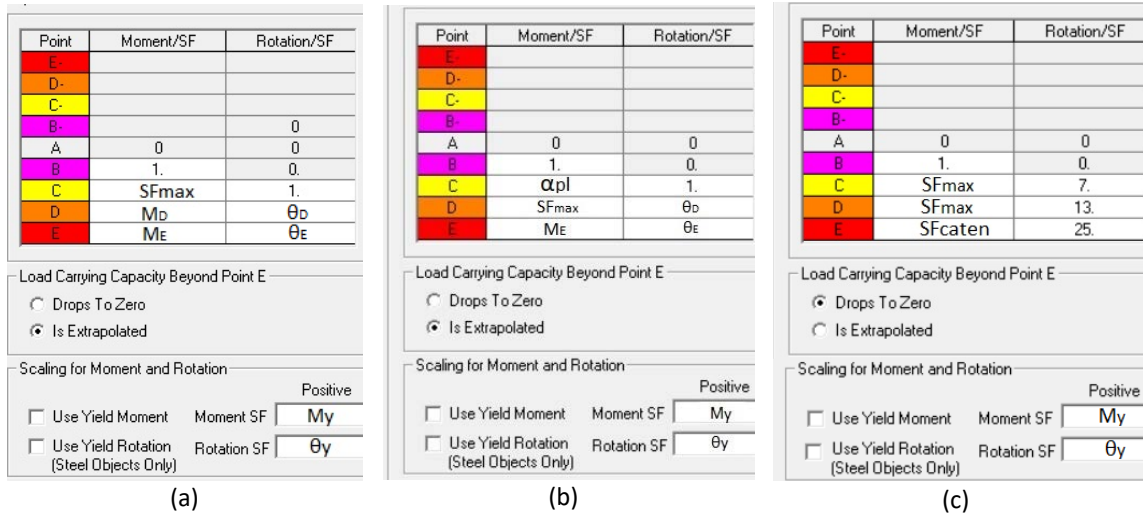 Point Moment/SF Rotation/SF
E-
D-
C-
B- 0
A 0 0
B 1. 0.
C SFmax 1.
D MD θD
E ME θE
Load Carrying Capacity Beyond Point E
Drops To Zero
Is Extrapolated
Scaling for Moment and Rotation
Positive
Use Yield Moment Moment SF My
Use Yield Rotation Rotation SF θy
(Steel Objects Only)
(a)
Point Moment/SF Rotation/SF
E-
D-
C-
B-
A 0 0
B 1. 0.
C αpl 1.
D SFmax θD
E ME θE
Load Carrying Capacity Beyond Point E
Drops To Zero
Is Extrapolated
Scaling for Moment and Rotation
Positive
Use Yield Moment Moment SF My
Use Yield Rotation Rotation SF θy
(Steel Objects Only)
(b)
Point Moment/SF Rotation/SF
E-
D-
C-
B-
A 0 0
B 1. 0.
C SFmax 7.
D SFmax 13.
E SFcaten 25.
Load Carrying Capacity Beyond Point E
Drops To Zero
Is Extrapolated
Scaling for Moment and Rotation
Positive
Use Yield Moment Moment SF My
Use Yield Rotation Rotation SF θy
(Steel Objects Only)
(c)